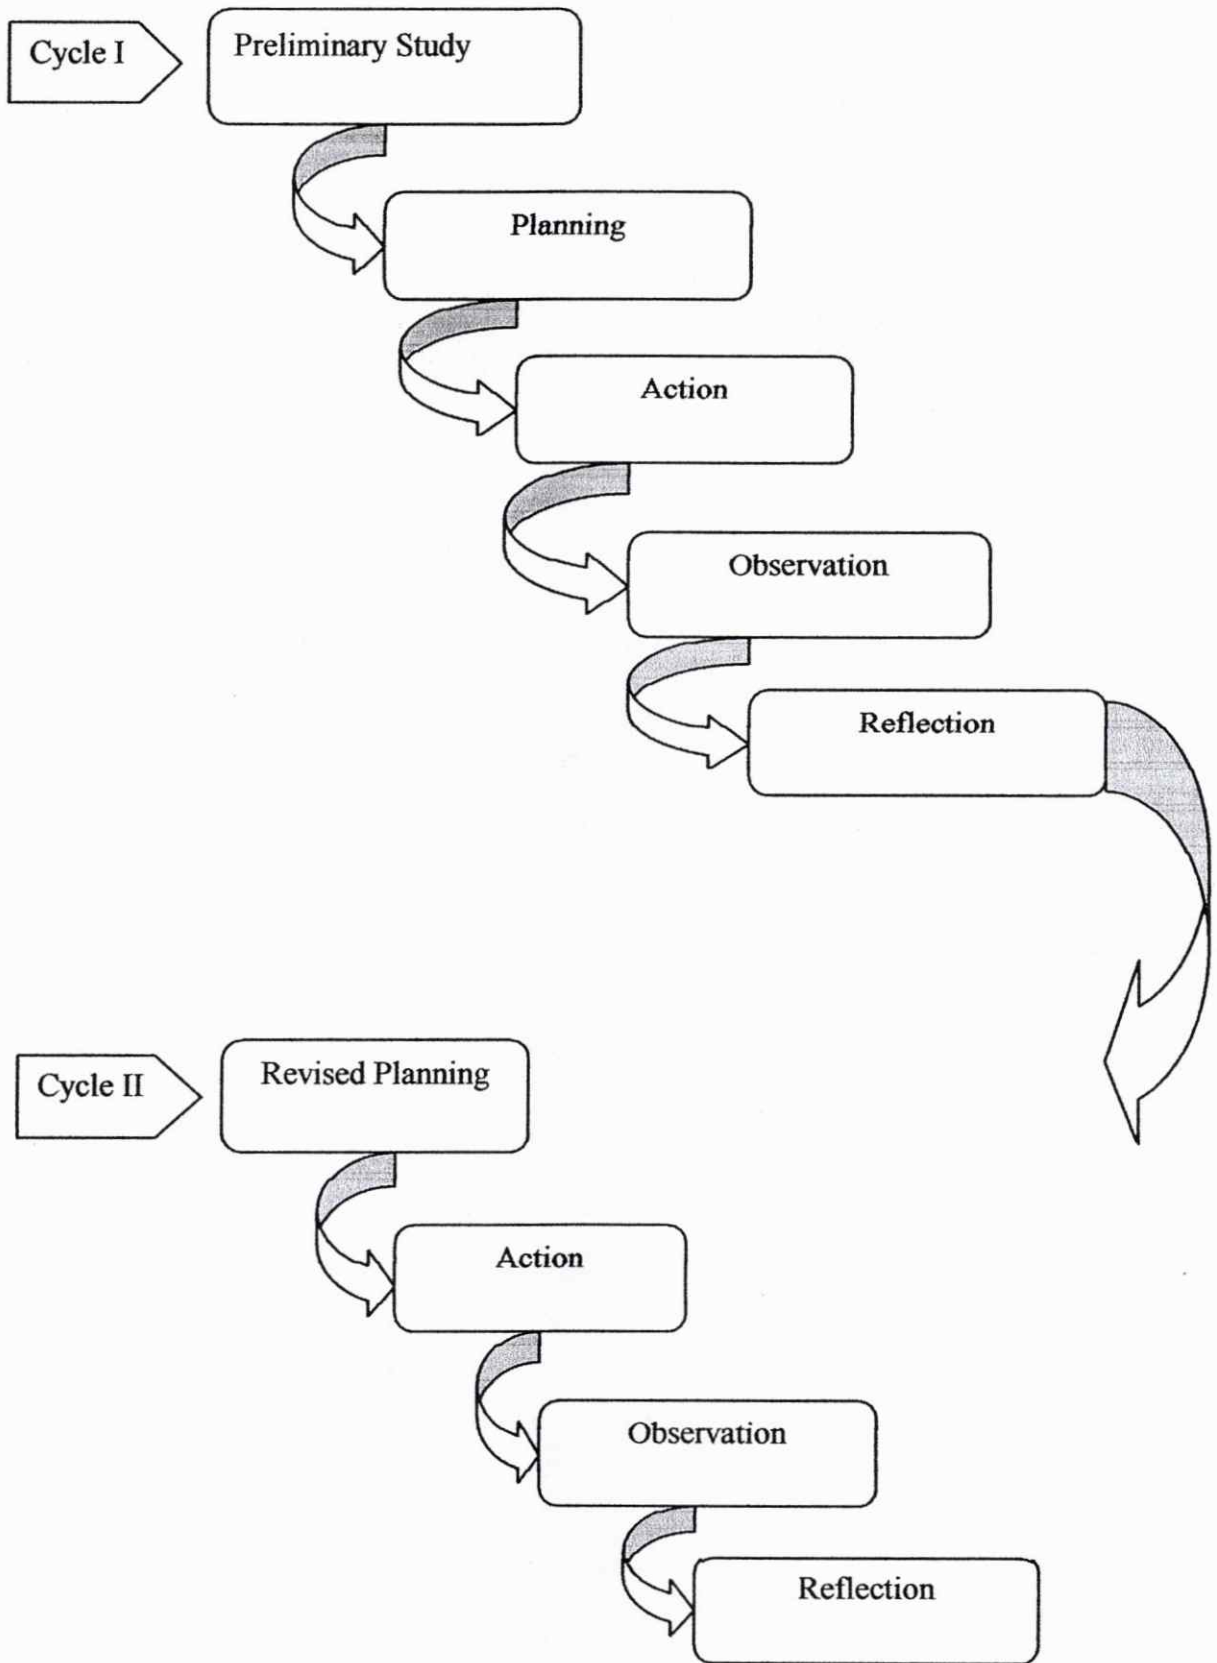 Cycle I
Preliminary Study
Planning
Action
Observation
Reflection
Cycle II
Revised Planning
Action
Observation
Reflection